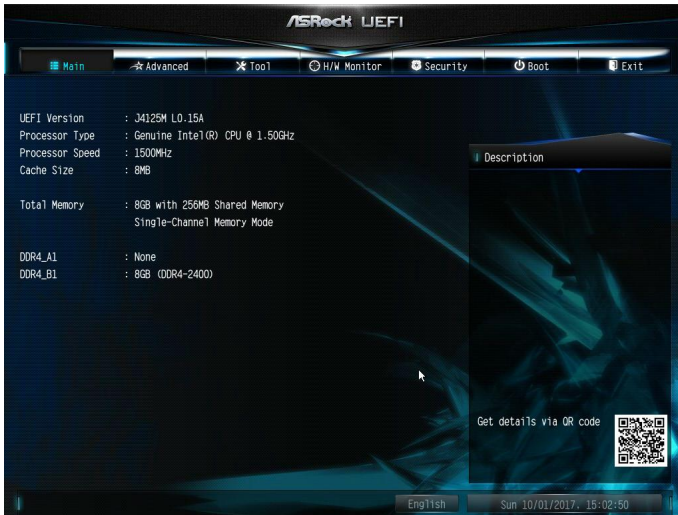 ASRock UEFI
Main Advanced Tool H/W Monitor Security Boot Exit
UEFI Version : J4125M L0.15A
Processor Type : Genuine Intel(R) CPU @ 1.50GHz
Processor Speed : 1500MHz
Cache Size : 8MB
Total Memory : 8GB with 256MB Shared Memory
Single-Channel Memory Mode
DDR4_A1 : None
DDR4_B1 : 8GB (DDR4-2400)
Description
Get details via QR code
English
Sun 10/01/2017, 15:02:50